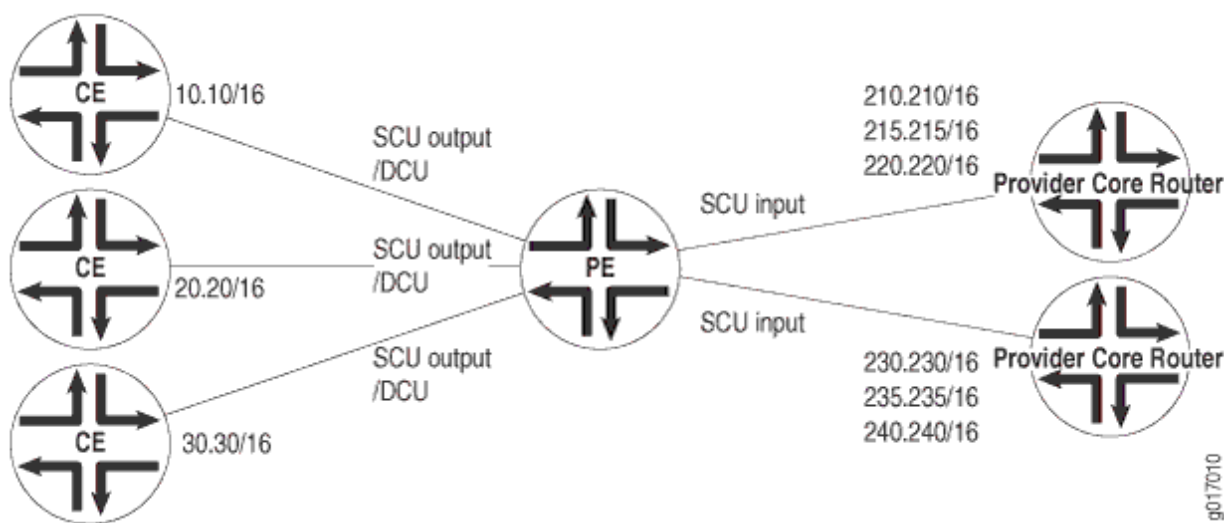 CE
10.10/16
SCU output
/DCU
210.210/16
215.215/16
220.220/16
Provider Core Router
SCU input
CE
20.20/16
SCU output
/DCU
PE
SCU input
CE
30.30/16
SCU output
/DCU
230.230/16
235.235/16
240.240/16
Provider Core Router
g017010